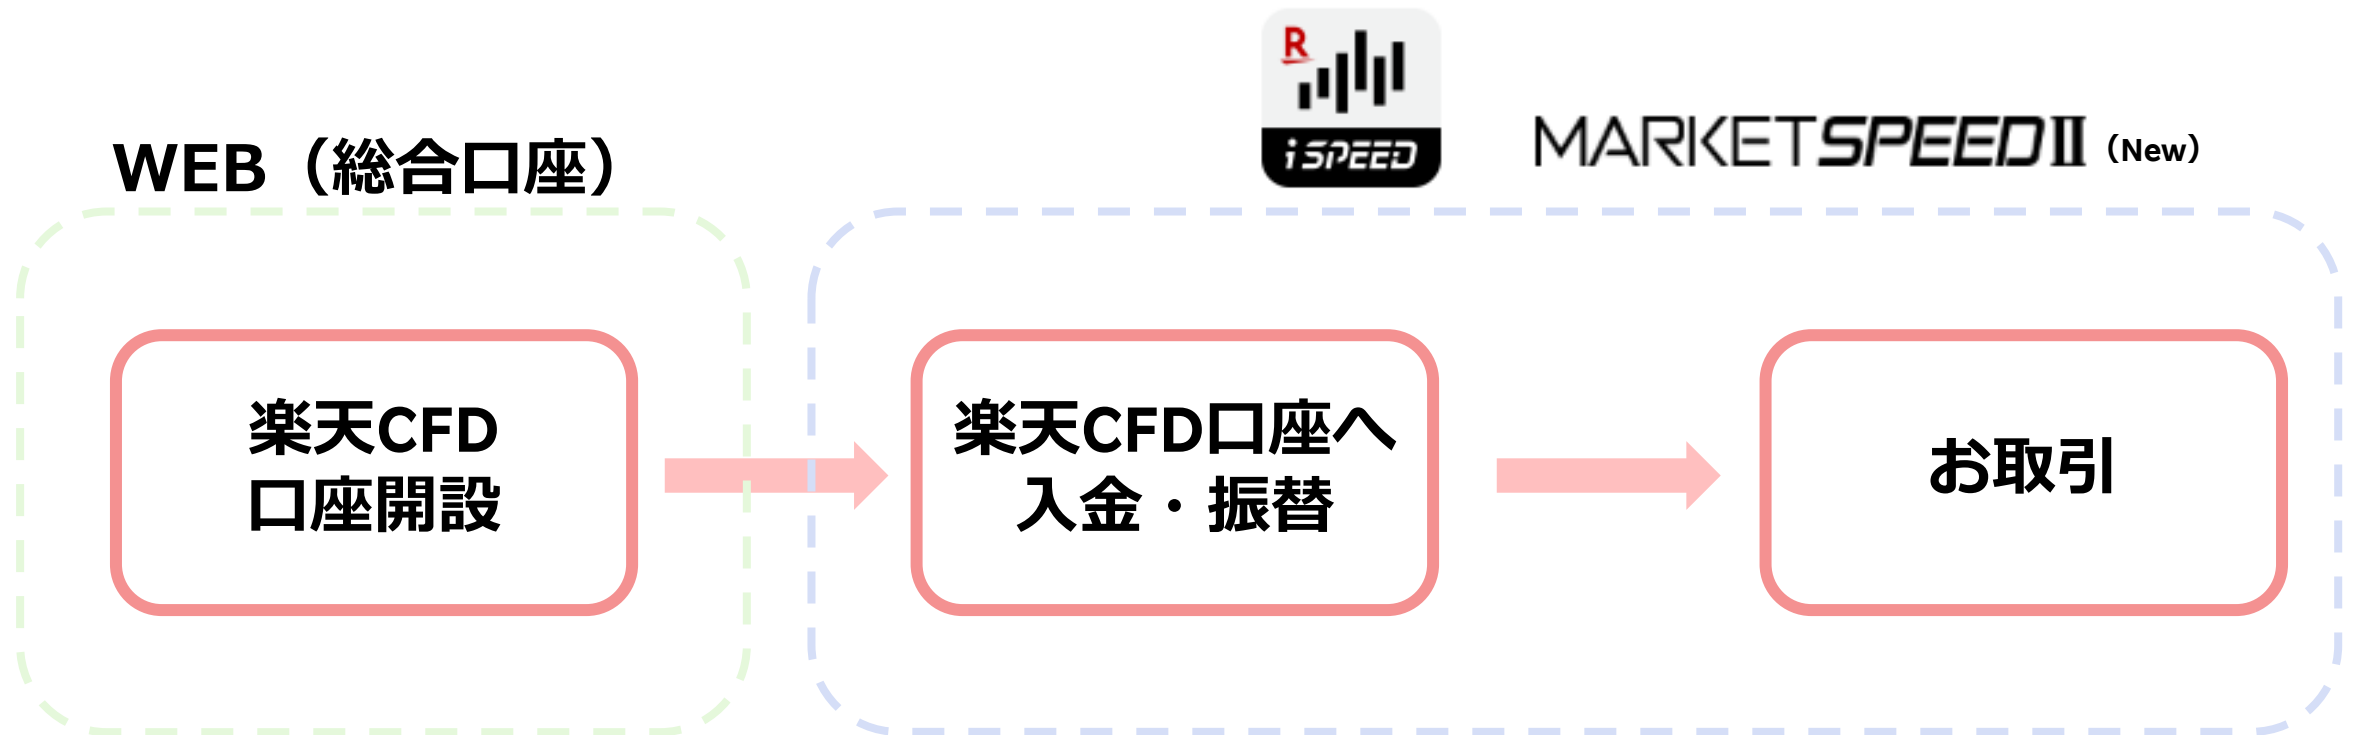 WEB（総合口座）
R
iSPEED
MARKETSPEEDⅡ（New）
楽天CFD
口座開設
楽天CFD口座へ
入金・振替
お取引